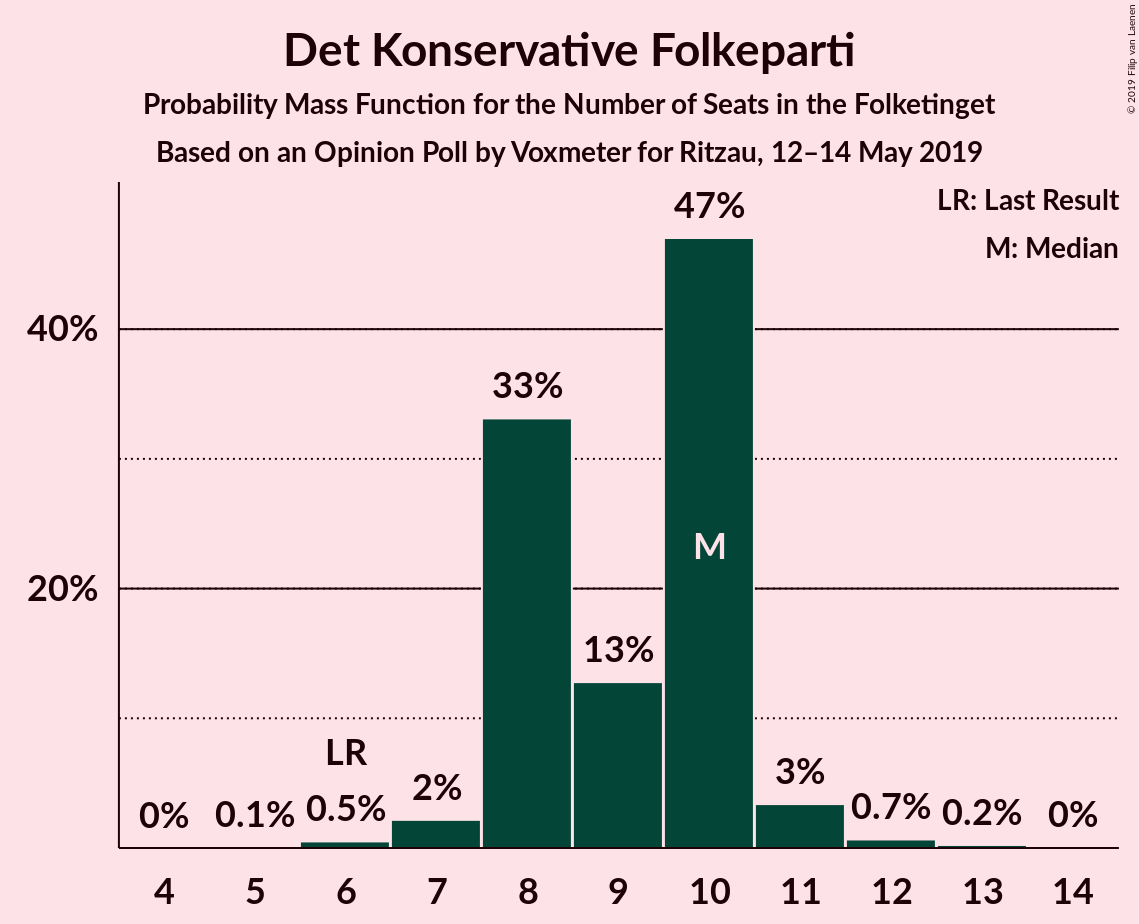 Det Konservative Folkeparti
Probability Mass Function for the Number of Seats in the Folketinget
Based on an Opinion Poll by Voxmeter for Ritzau, 12–14 May 2019
© 2019 Filip van Laenen
LR: Last Result
M: Median
47%
40%
33%
M
20%
13%
LR
3%
2%
0%
0.1%
0.5%
0.7%
0.2%
0%
4 5 6 7 8 9 10 11 12 13 14